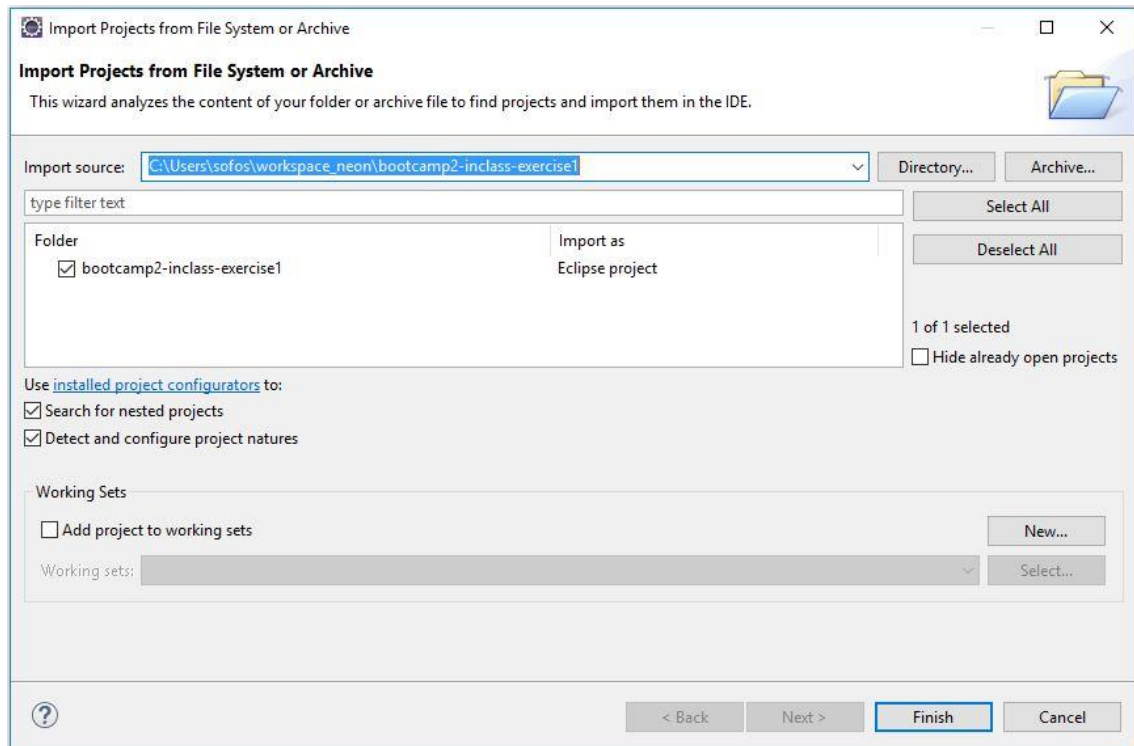 Import Projects from File System or Archive
Import Projects from File System or Archive
This wizard analyzes the content of your folder or archive file to find projects and import them in the IDE.
Import source: C:\Users\sofos\workspace_neon\bootcamp2-inclass-exercise1 Directory... Archive...
type filter text Select All
Folder Import as Deselect All
bootcamp2-inclass-exercise1 Eclipse project
1 of 1 selected
Hide already open projects
Use installed project configurators to:
Search for nested projects
Detect and configure project natures
Working Sets
Add project to working sets New...
Working sets: Select...
? < Back Next > Finish Cancel